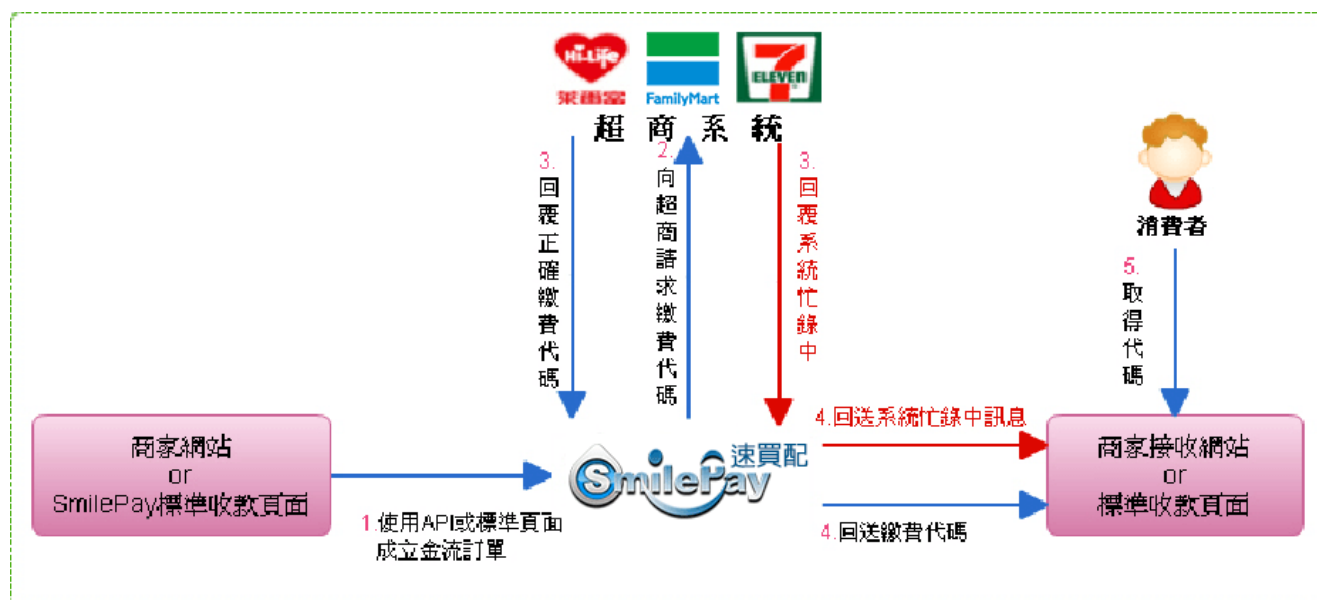 Hi-Life
萊爾富
FamilyMart
7
ELEVEN
超商系統
3.回覆正確繳費代碼
2.向超商請求繳費代碼
3.回覆系統忙錄中
消費者
5.取得代碼
商家網站
or
SmilePay標準收款頁面
1.使用API或標準頁面
成立金流訂單
速買配
SmilePay
4.回送系統忙錄中訊息
4.回送繳費代碼
商家接收網站
or
標準收款頁面